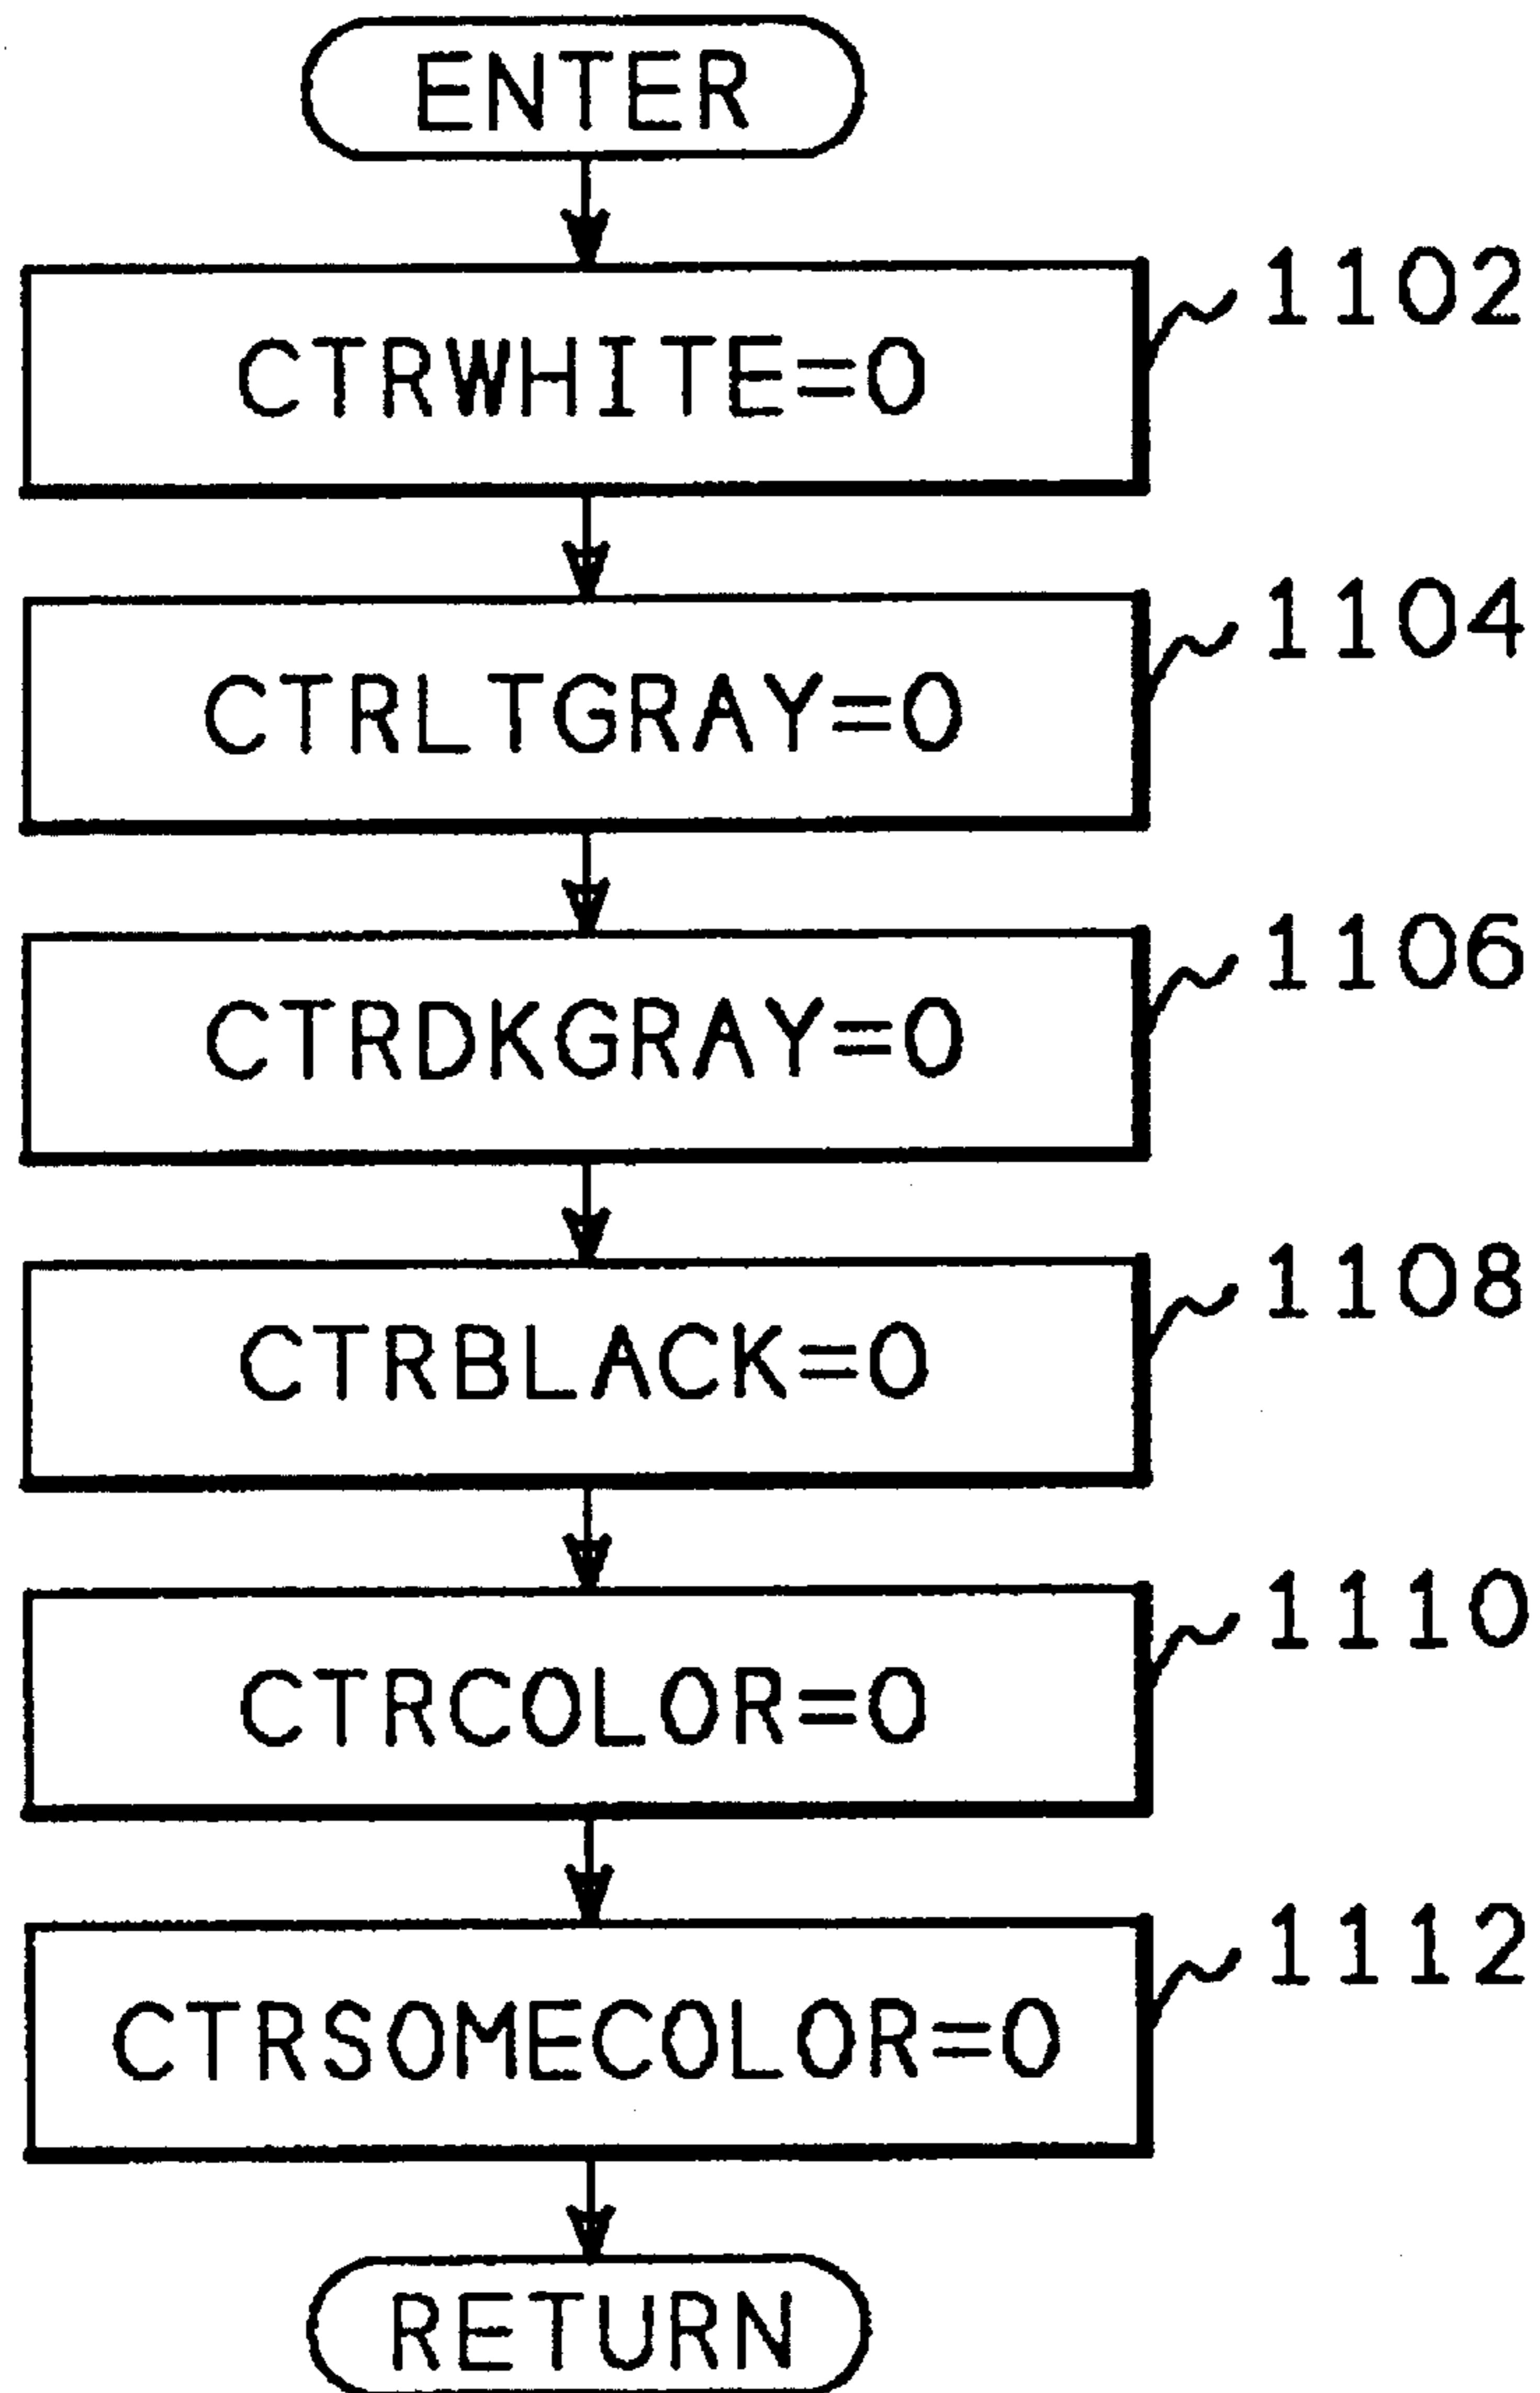 ENTER
1102
CTRWHITE=0
1104
CTRLTGRAY=0
1106
CTRDKGRAY=0
1108
CTRBLACK=0
1110
CTRCOLOR=0
1112
CTRSOMECOLOR=0
RETURN